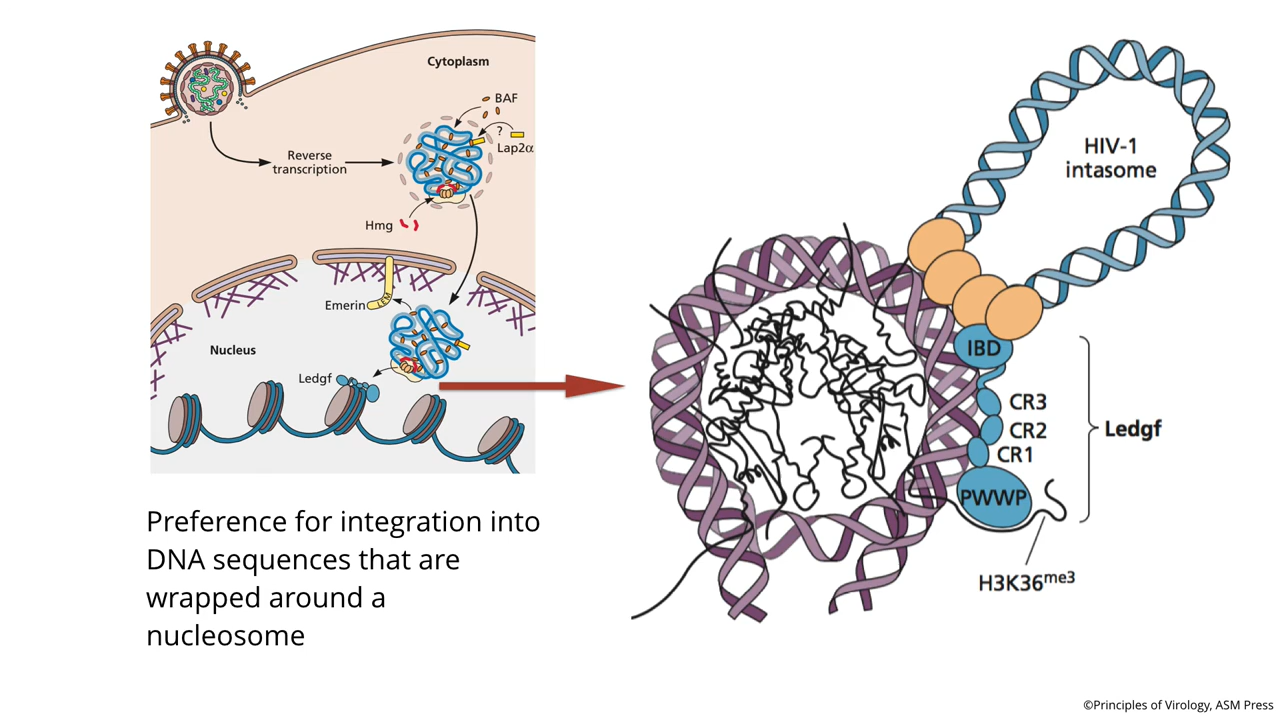 Cytoplasm
BAF
?
Lap2α
Reverse
transcription
Hmg
Emerin
LEM
Nucleus
Ledgf
Preference for integration into
DNA sequences that are
wrapped around a
nucleosome
HIV-1
intasome
IBD
CR3
CR2
CR1
Ledgf
PWWP
H3K36me3
©Principles of Virology, ASM Press